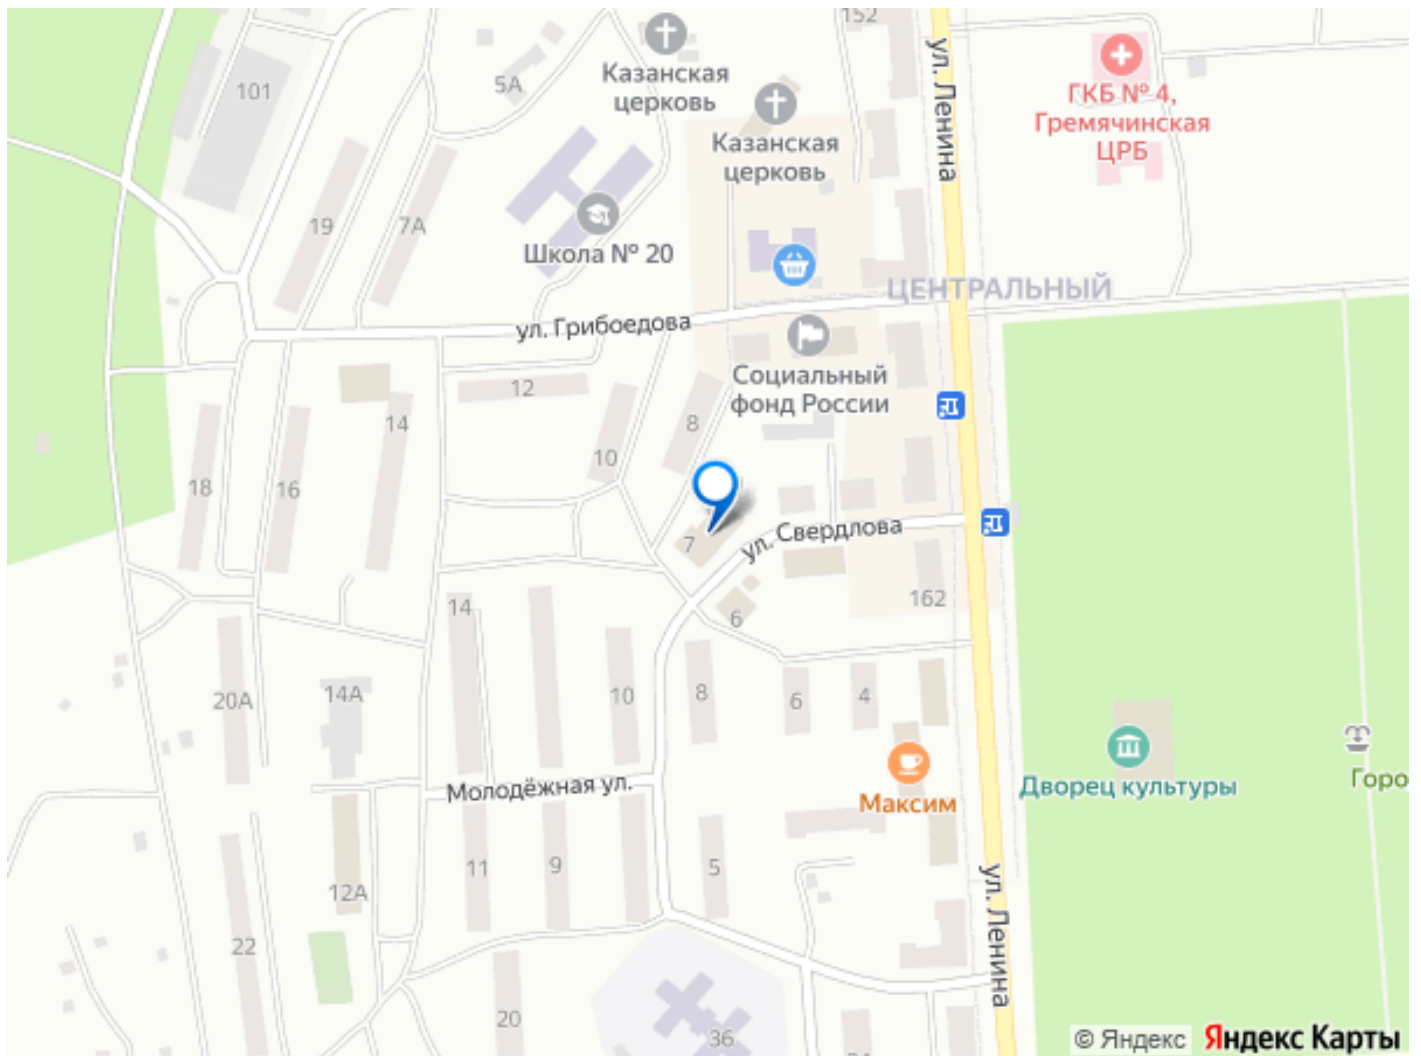 152
ул. Ленина
Казанская
церковь
5А
101
Казанская
церковь
ГКБ № 4,
Гремячинская
ЦРБ
19
7А
Школа № 20
ЦЕНТРАЛЬНЫЙ
ул. Грибоедова
Социальный
фонд России
12
14
8
10
18
16
7
ул. Свердлова
14
6
162
20А
14А
10
8
6
4
Молодёжная ул.
Максим
Дворец культуры
Горо
11
9
5
12А
ул. Ленина
22
20
36
© Яндекс
Яндекс Карты